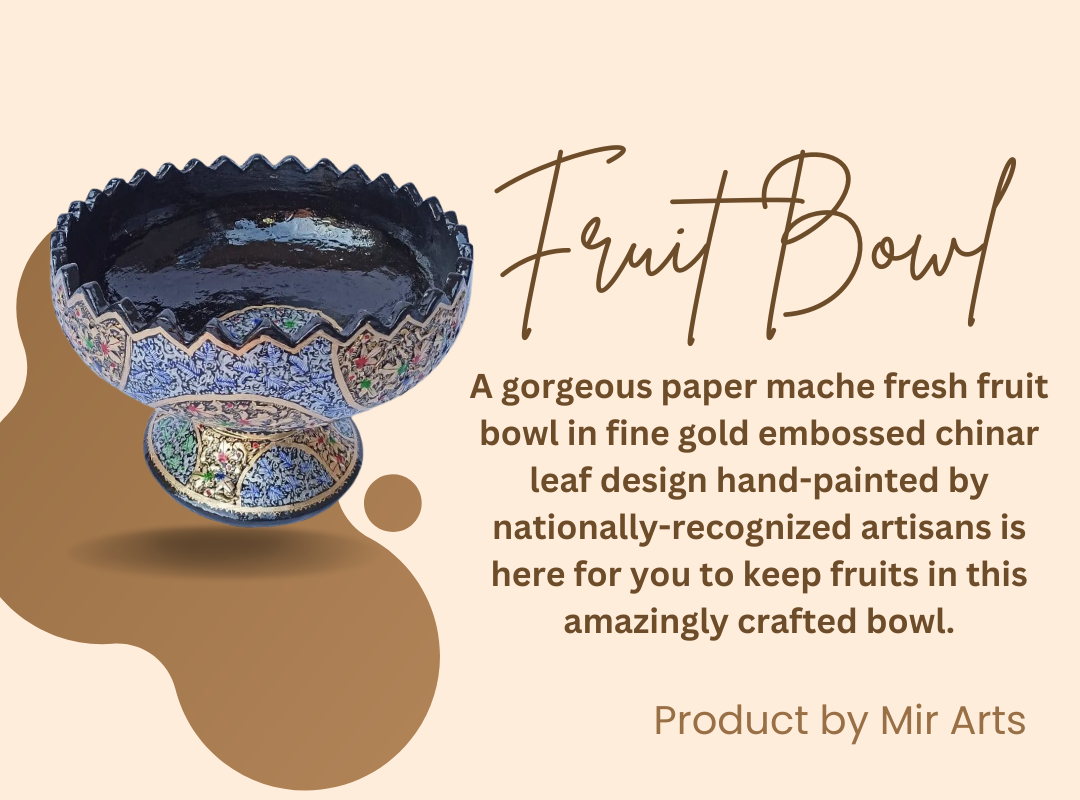 Fruit Bowl
A gorgeous paper mache fresh fruit
bowl in fine gold embossed chinar
leaf design hand-painted by
nationally-recognized artisans is
here for you to keep fruits in this
amazingly crafted bowl.
Product by Mir Arts